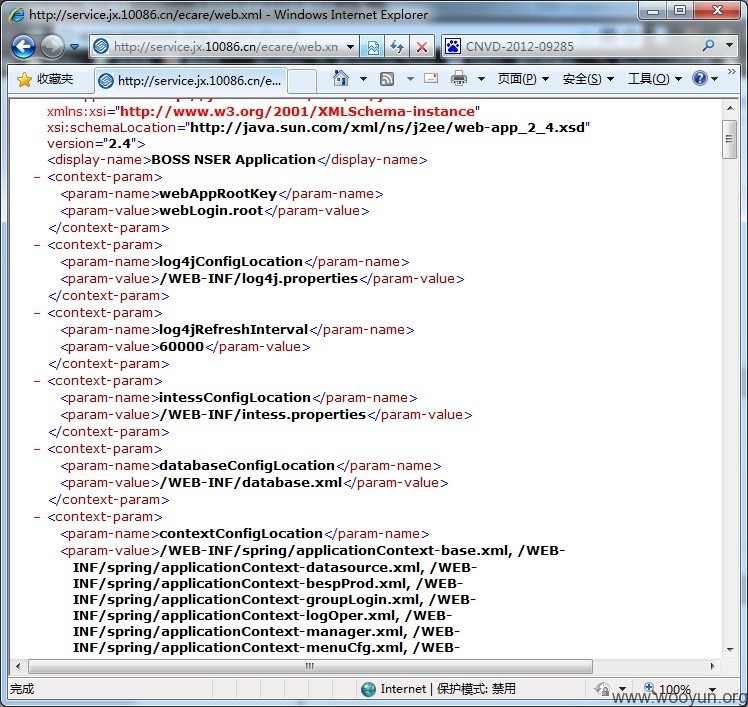 http://service.jx.10086.cn/ecare/web.xml - Windows Internet Explorer
http://service.jx.10086.cn/ecare/web.xn
CNVD-2012-09285
收藏夹
http://service.jx.10086.cn/e...
页面(P)
安全(S)
工具(O)
xmlns:xsi="http://www.w3.org/2001/XMLSchema-instance"
xsi:schemaLocation="http://java.sun.com/xml/ns/j2ee/web-app_2_4.xsd"
version="2.4">
<display-name>BOSS NSER Application</display-name>
- <context-param>
<param-name>webAppRootKey</param-name>
<param-value>webLogin.root</param-value>
</context-param>
- <context-param>
<param-name>log4jConfigLocation</param-name>
<param-value>/WEB-INF/log4j.properties</param-value>
</context-param>
- <context-param>
<param-name>log4jRefreshInterval</param-name>
<param-value>60000</param-value>
</context-param>
- <context-param>
<param-name>intessConfigLocation</param-name>
<param-value>/WEB-INF/intess.properties</param-value>
</context-param>
- <context-param>
<param-name>databaseConfigLocation</param-name>
<param-value>/WEB-INF/database.xml</param-value>
</context-param>
- <context-param>
<param-name>contextConfigLocation</param-name>
<param-value>/WEB-INF/spring/applicationContext-base.xml, /WEB-
INF/spring/applicationContext-datasource.xml, /WEB-
INF/spring/applicationContext-bespProd.xml, /WEB-
INF/spring/applicationContext-groupLogin.xml, /WEB-
INF/spring/applicationContext-logOper.xml, /WEB-
INF/spring/applicationContext-manager.xml, /WEB-
INF/spring/applicationContext-menuCfg.xml, /WEB-
完成
Internet | 保护模式: 禁用
100%
www.wooyun.org